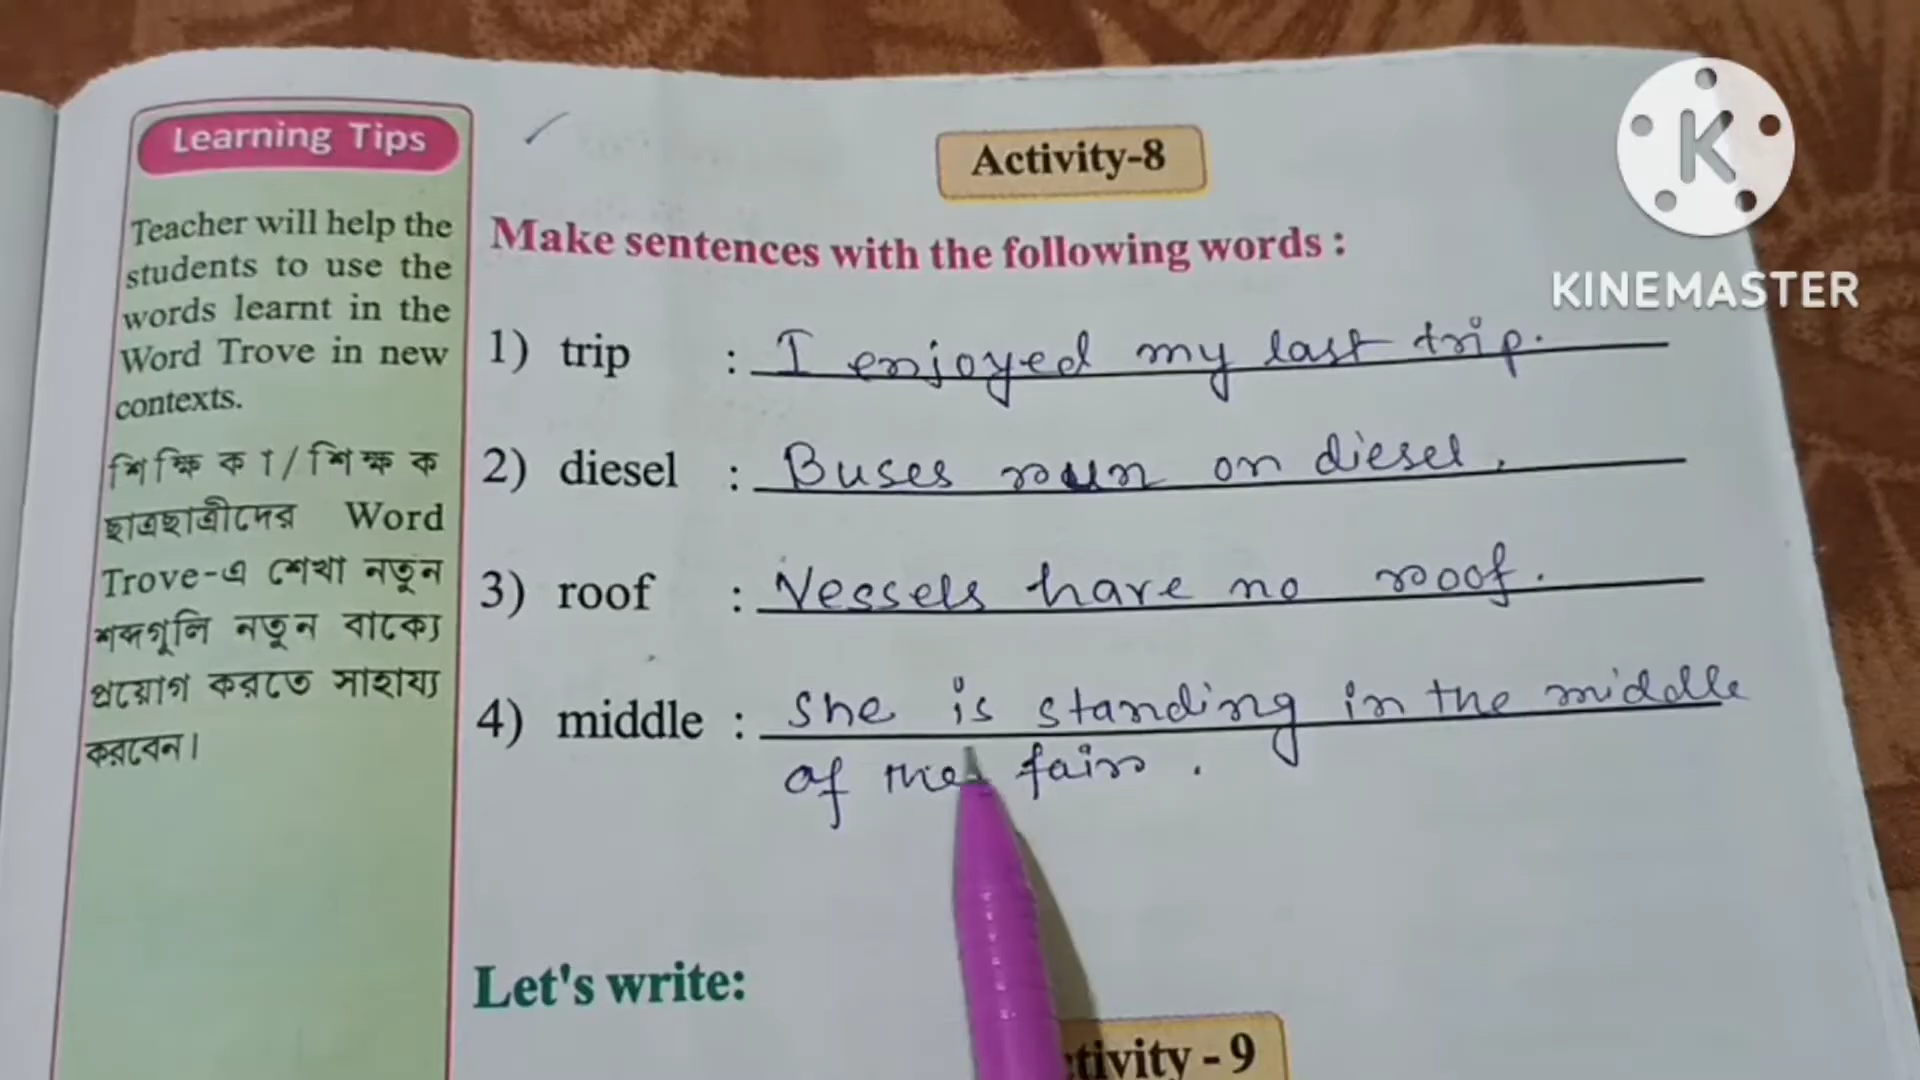 Learning Tips
Teacher will help the
students to use the
words learnt in the
Word Trove in new
contexts.
শিক্ষিকা/শিক্ষক
ছাত্রছাত্রীদের Word
Trove-এ শেখা নতুন
শব্দগুলি নতুন বাক্যে
প্রয়োগ করতে সাহায্য
করবেন।
Activity-8
Make sentences with the following words :
1) trip : I enjoyed my last trip.
2) diesel : Buses run on diesel.
3) roof : Vessels have no roof.
4) middle : She is standing in the middle
of the fair.
Let's write:
tivity - 9
KINEMASTER